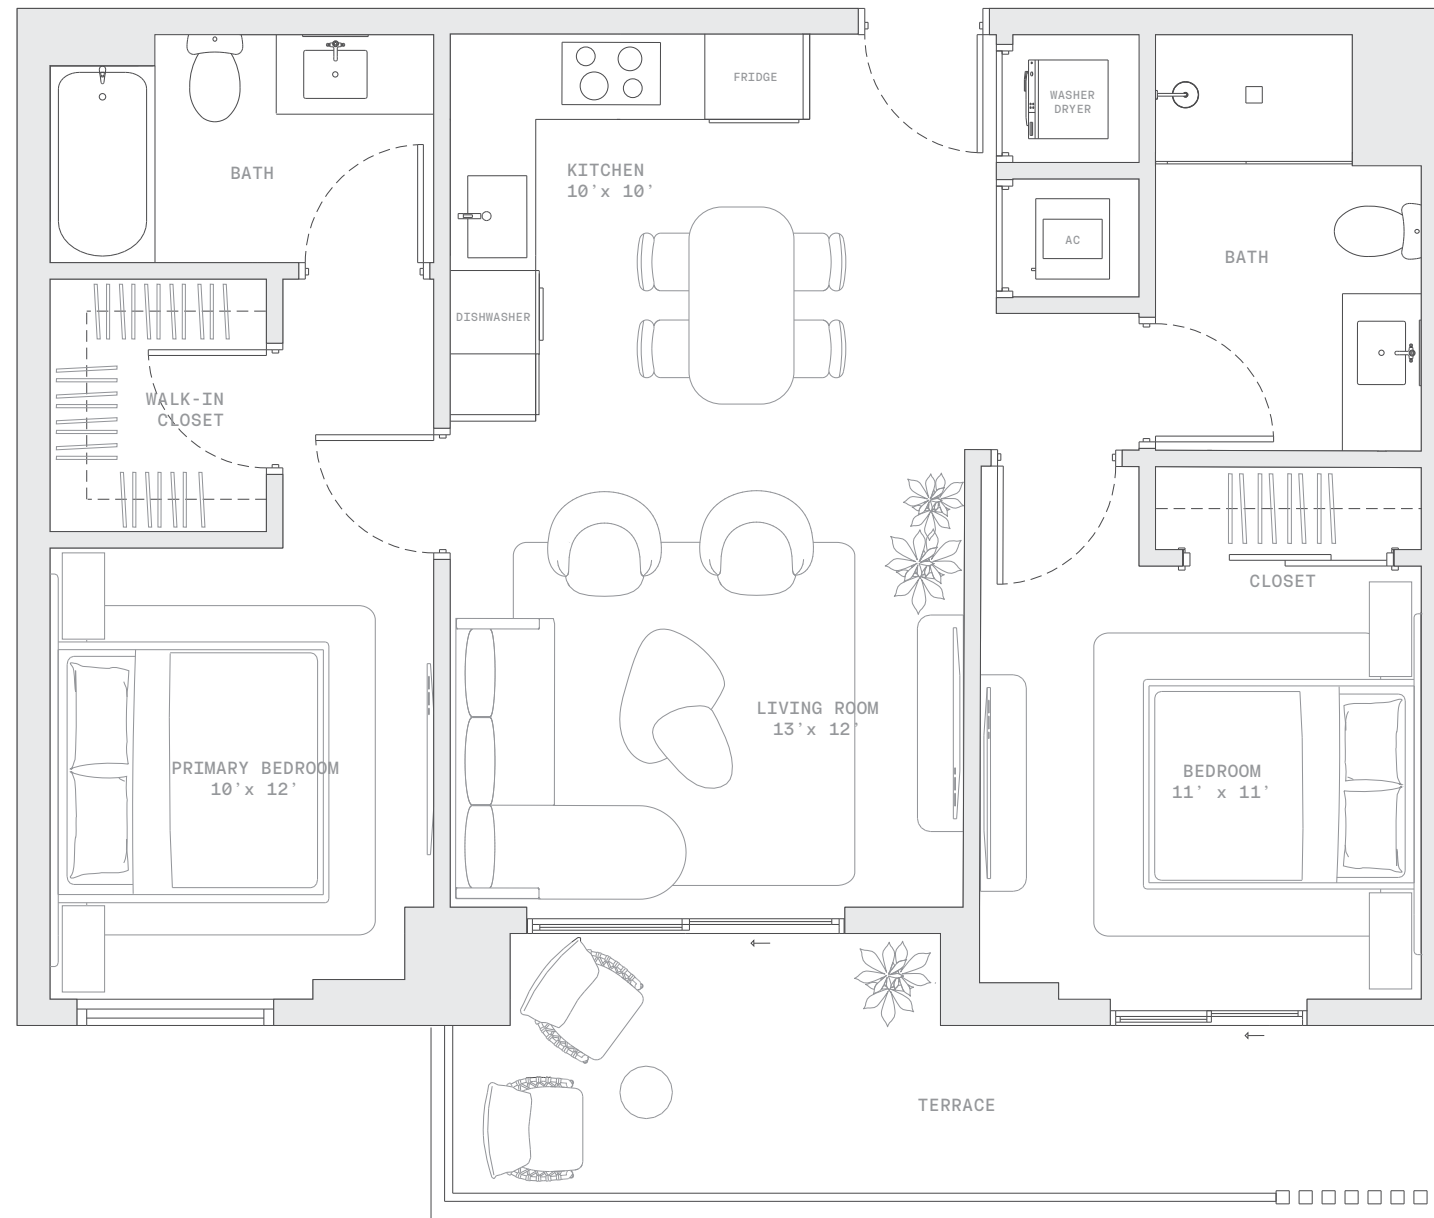 FRIDGE
WASHER
DRYER
BATH
KITCHEN
10'x 10'
AC
BATH
DISHWASHER
WALK-IN
CLOSET
CLOSET
LIVING ROOM
13'x 12'
PRIMARY BEDROOM
10'x 12'
BEDROOM
11' x 11'
TERRACE